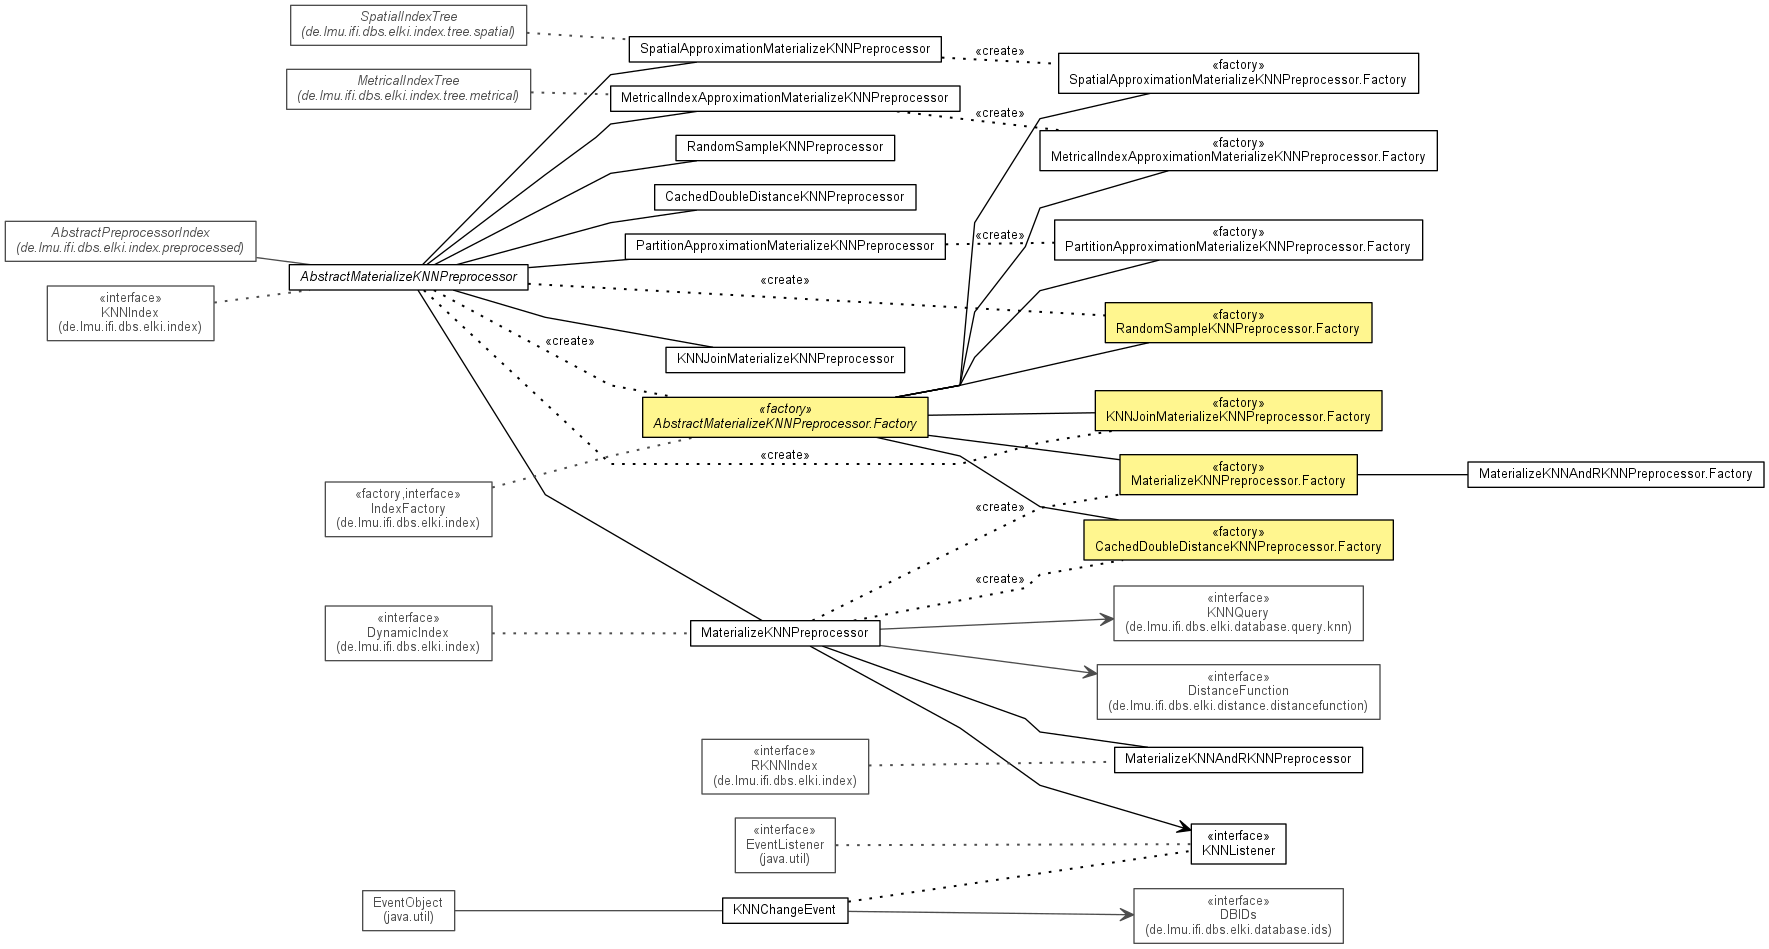 SpatialIndexTree
(de.lmu.ifi.dbs.elki.index.tree.spatial)
SpatialApproximationMaterializeKNNPreprocessor
«create»
«factory»
SpatialApproximationMaterializeKNNPreprocessor.Factory
MetricalIndexTree
(de.lmu.ifi.dbs.elki.index.tree.metrical)
MetricalIndexApproximationMaterializeKNNPreprocessor
«create»
«factory»
MetricalIndexApproximationMaterializeKNNPreprocessor.Factory
RandomSampleKNNPreprocessor
CachedDoubleDistanceKNNPreprocessor
AbstractPreprocessorIndex
(de.lmu.ifi.dbs.elki.index.preprocessed)
PartitionApproximationMaterializeKNNPreprocessor
«create»
«factory»
PartitionApproximationMaterializeKNNPreprocessor.Factory
AbstractMaterializeKNNPreprocessor
«create»
«interface»
KNNIndex
(de.lmu.ifi.dbs.elki.index)
«factory»
RandomSampleKNNPreprocessor.Factory
«create»
KNNJoinMaterializeKNNPreprocessor
«factory»
AbstractMaterializeKNNPreprocessor.Factory
«factory»
KNNJoinMaterializeKNNPreprocessor.Factory
«create»
«factory»
MaterializeKNNPreprocessor.Factory
MaterializeKNNAndRKNNPreprocessor.Factory
«factory,interface»
IndexFactory
(de.lmu.ifi.dbs.elki.index)
«create»
«factory»
CachedDoubleDistanceKNNPreprocessor.Factory
«create»
«interface»
KNNQuery
(de.lmu.ifi.dbs.elki.database.query.knn)
«interface»
DynamicIndex
(de.lmu.ifi.dbs.elki.index)
MaterializeKNNPreprocessor
«interface»
DistanceFunction
(de.lmu.ifi.dbs.elki.distance.distancefunction)
«interface»
RKNNIndex
(de.lmu.ifi.dbs.elki.index)
MaterializeKNNAndRKNNPreprocessor
«interface»
EventListener
(java.util)
«interface»
KNNListener
EventObject
(java.util)
KNNChangeEvent
«interface»
DBIDs
(de.lmu.ifi.dbs.elki.database.ids)